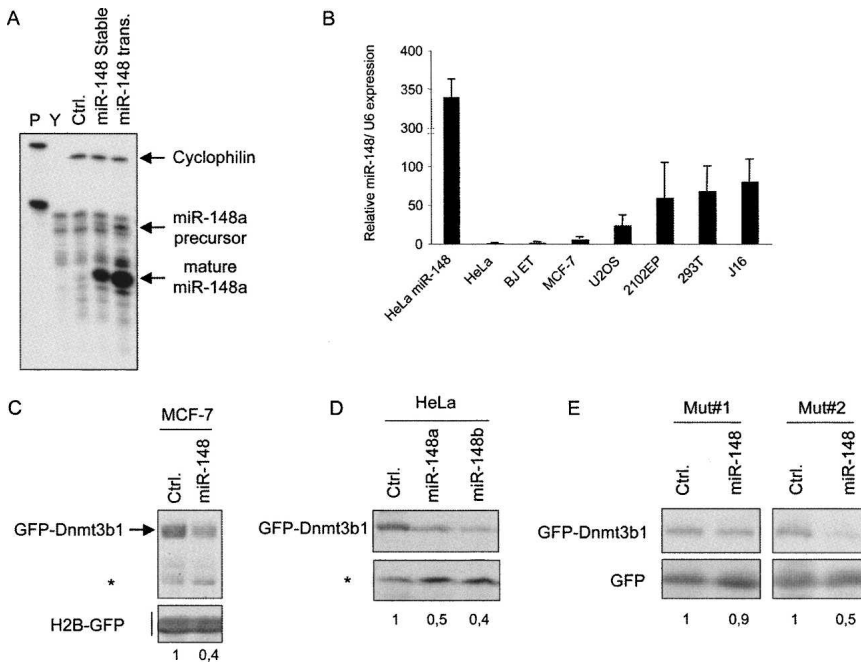 A
P
Y
Ctrl.
miR-148 Stable
miR-148 trans.
Cyclophilin
miR-148a
precursor
mature
miR-148a
B
Relative miR-148/ U6 expression
400
350
300
100
50
0
HeLa miR-148
HeLa
BJ ET
MCF-7
U2OS
2102EP
293T
J16
C
MCF-7
Ctrl.
miR-148
GFP-Dnmt3b1
*
H2B-GFP
1 0,4
D
HeLa
Ctrl.
miR-148a
miR-148b
GFP-Dnmt3b1
*
1 0,5 0,4
E
Mut#1 Mut#2
Ctrl.
miR-148
Ctrl.
miR-148
GFP-Dnmt3b1
GFP
1 0,9 1 0,5